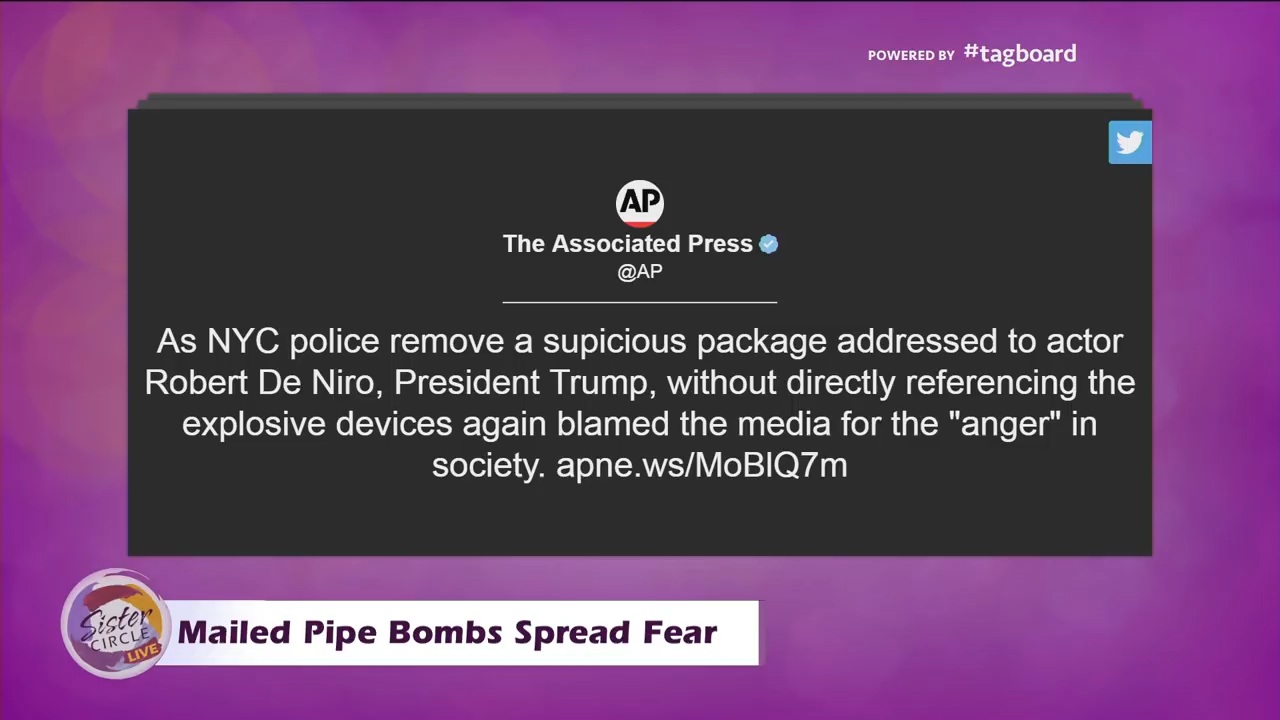 POWERED BY #tagboard
AP
The Associated Press
@AP
As NYC police remove a supicious package addressed to actor
Robert De Niro, President Trump, without directly referencing the
explosive devices again blamed the media for the "anger" in
society. apne.ws/MoBlQ7m
Sister
CIRCLE
LIVE
Mailed Pipe Bombs Spread Fear